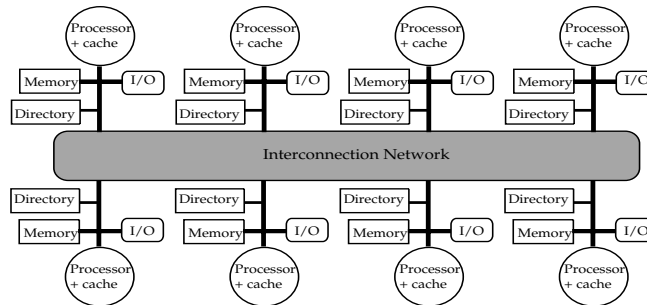 Processor
+ cache
Processor
+ cache
Processor
+ cache
Processor
+ cache
Memory I/O Memory I/O Memory I/O Memory I/O
Directory Directory Directory Directory
Interconnection Network
Directory Directory Directory Directory
Memory I/O Memory I/O Memory I/O Memory I/O
Processor
+ cache
Processor
+ cache
Processor
+ cache
Processor
+ cache